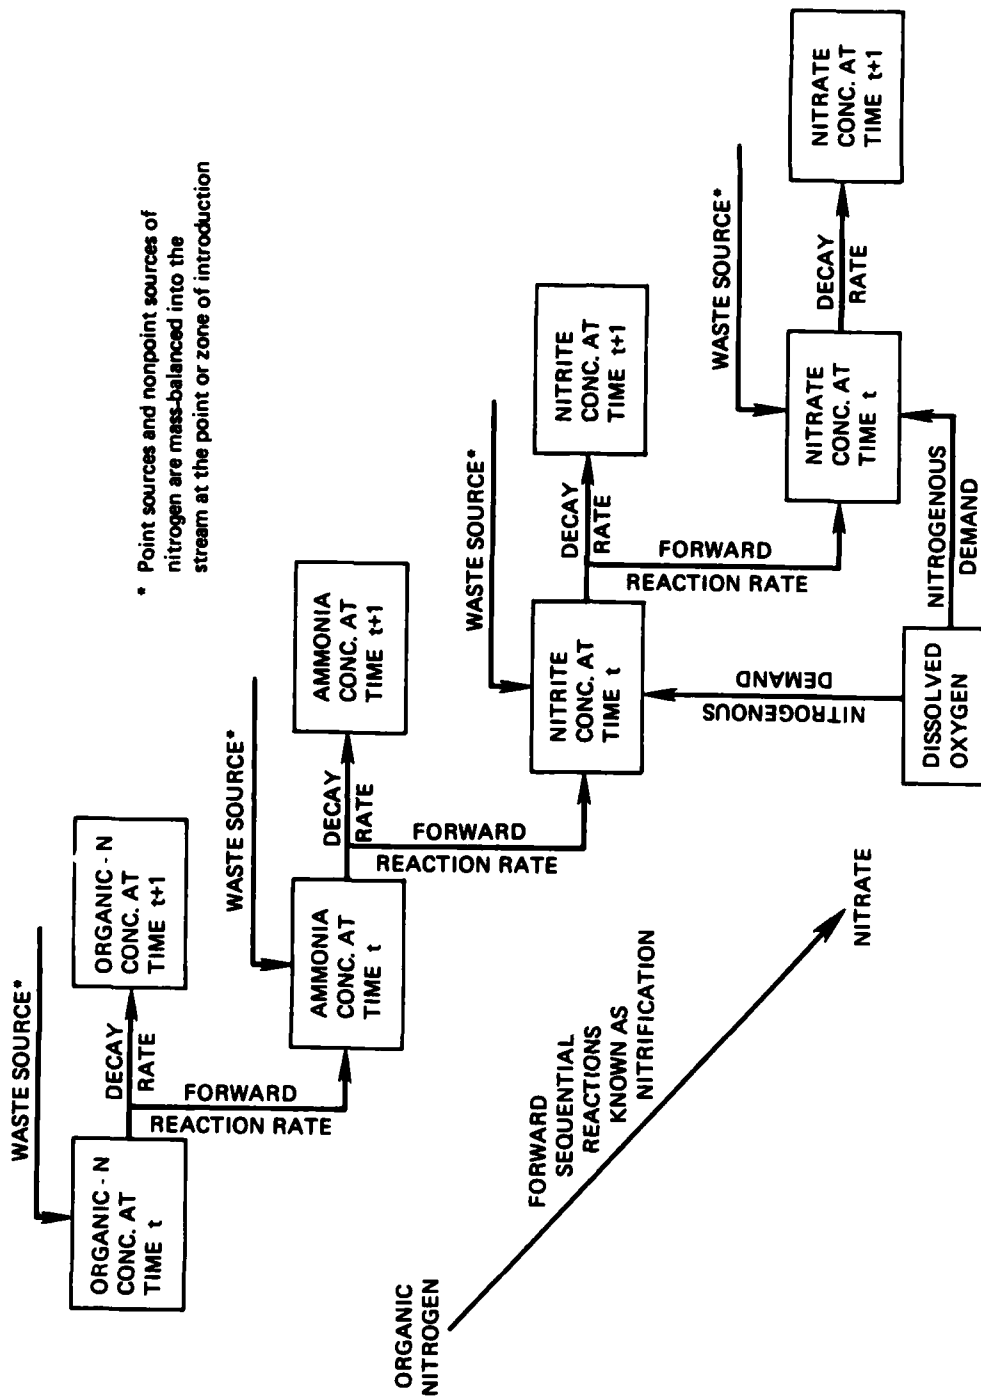 WASTE SOURCE*
ORGANIC - N
CONC. AT
TIME t
DECAY
RATE
ORGANIC - N
CONC. AT
TIME t+1
FORWARD
REACTION RATE
* Point sources and nonpoint sources of
nitrogen are mass-balanced into the
stream at the point or zone of introduction
WASTE SOURCE*
AMMONIA
CONC. AT
TIME t
DECAY
RATE
AMMONIA
CONC. AT
TIME t+1
FORWARD
REACTION RATE
WASTE SOURCE*
NITRITE
CONC. AT
TIME t
DECAY
RATE
NITRITE
CONC. AT
TIME t+1
FORWARD
REACTION RATE
WASTE SOURCE*
NITRATE
CONC. AT
TIME t
DECAY
RATE
NITRATE
CONC. AT
TIME t+1
NITROGENOUS
DEMAND
NITROGENOUS
DEMAND
DISSOLVED
OXYGEN
ORGANIC
NITROGEN
FORWARD
SEQUENTIAL
REACTIONS
KNOWN AS
NITRIFICATION
NITRATE